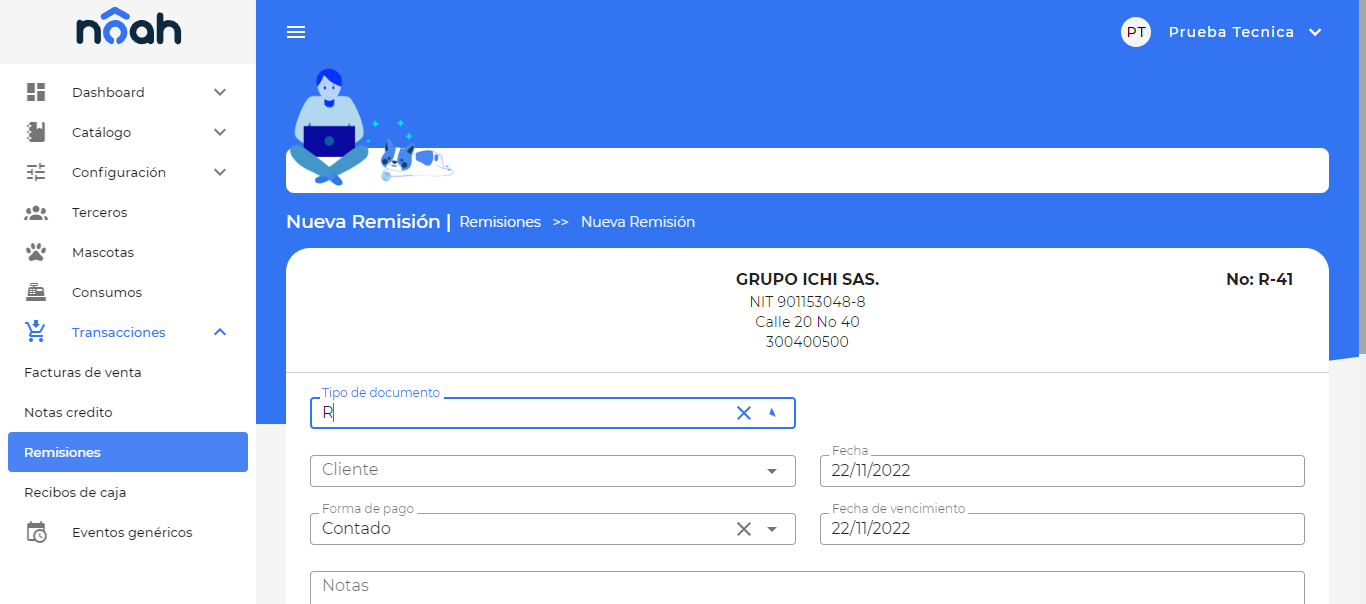 nôah
PT Prueba Tecnica
Dashboard
Catálogo
Configuración
Terceros
Mascotas
Consumos
Transacciones
Facturas de venta
Notas credito
Remisiones
Recibos de caja
Eventos genéricos
Nueva Remisión | Remisiones >> Nueva Remisión
GRUPO ICHI SAS.
No: R-41
NIT 901153048-8
Calle 20 No 40
300400500
Tipo de documento
R
Cliente
Fecha
22/11/2022
Forma de pago
Contado
Fecha de vencimiento
22/11/2022
Notas